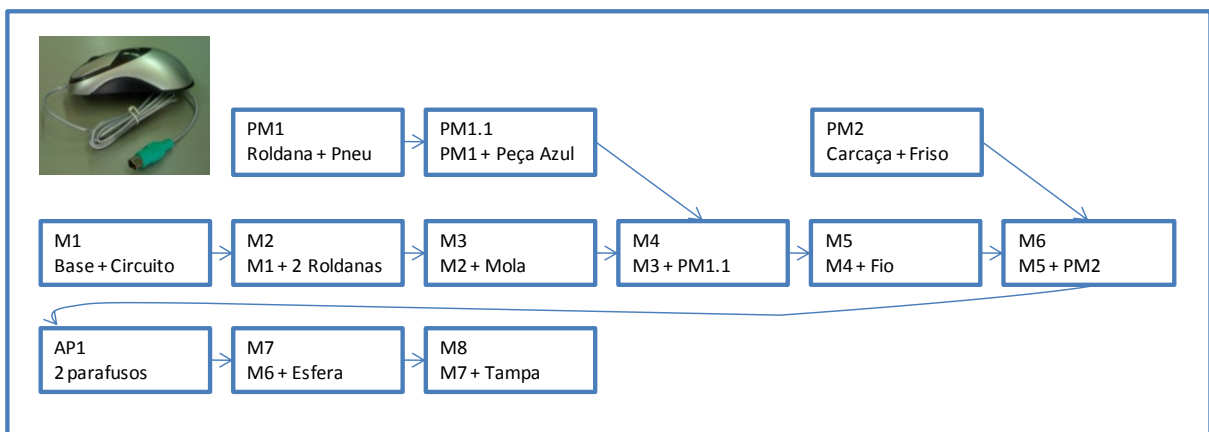 PM1
Roldana + Pneu
PM1.1
PM1 + Peça Azul
PM2
Carcaça + Friso
M1
Base + Circuito
M2
M1 + 2 Roldanas
M3
M2 + Mola
M4
M3 + PM1.1
M5
M4 + Fio
M6
M5 + PM2
AP1
2 parafusos
M7
M6 + Esfera
M8
M7 + Tampa